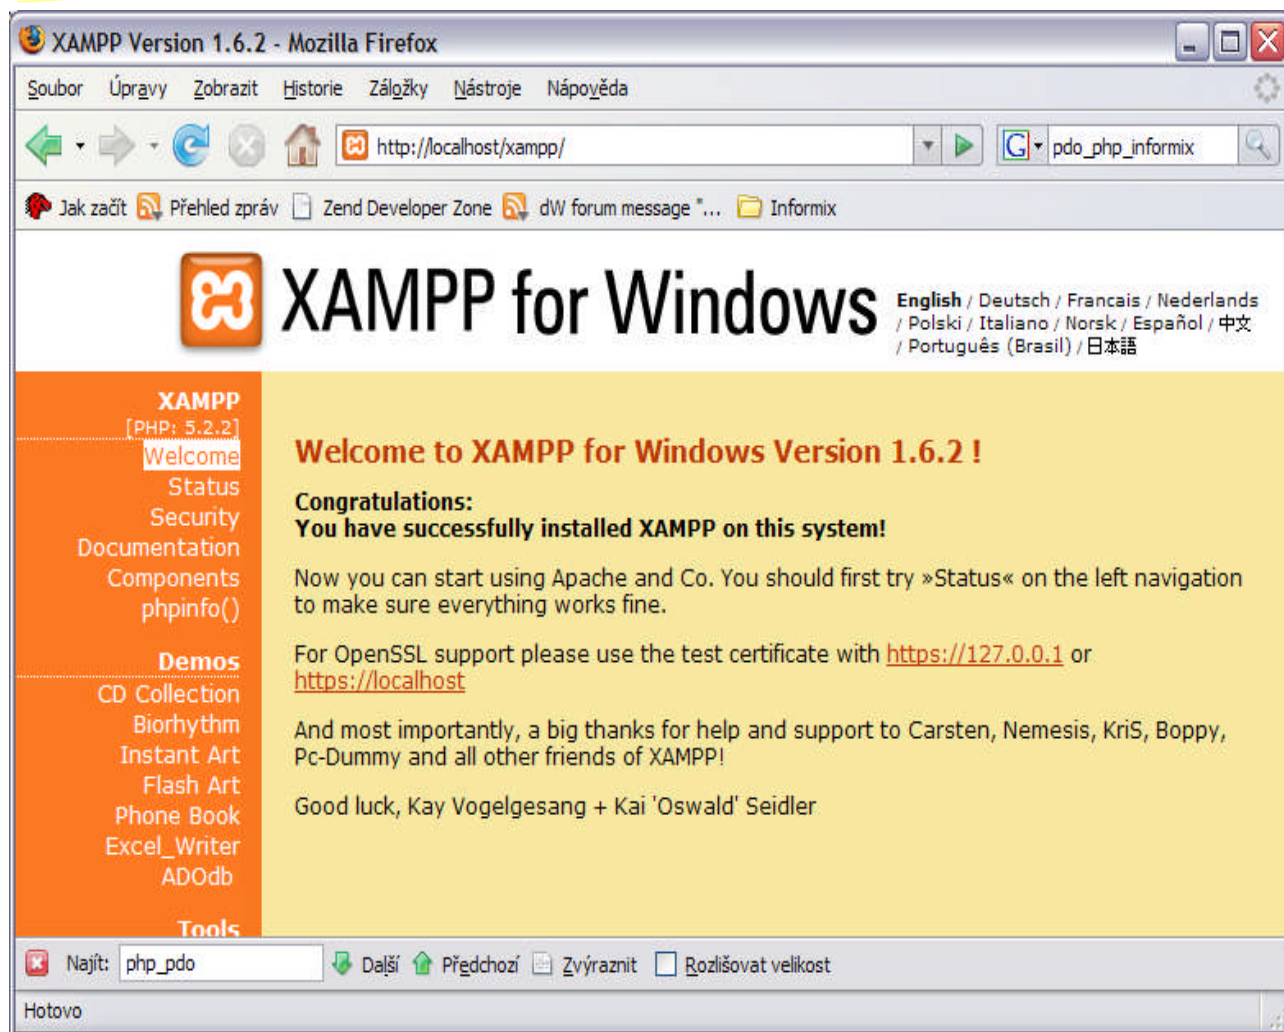 XAMPP Version 1.6.2 - Mozilla Firefox
Soubor Úpravy Zobrazit Historie Záložky Nástroje Nápověda
http://localhost/xampp/ G pdo_php_informix
Jak začít Přehled zpráv Zend Developer Zone dW forum message "... Informix
XAMPP for Windows
English / Deutsch / Francais / Nederlands
/ Polski / Italiano / Norsk / Español / 中文
/ Português (Brasil) / 日本語
XAMPP
[PHP: 5.2.2]
Welcome
Status
Security
Documentation
Components
phpinfo()
Demos
CD Collection
Biorhythm
Instant Art
Flash Art
Phone Book
Excel_Writer
ADOdb
Tools
Welcome to XAMPP for Windows Version 1.6.2 !
Congratulations:
You have successfully installed XAMPP on this system!
Now you can start using Apache and Co. You should first try »Status« on the left navigation
to make sure everything works fine.
For OpenSSL support please use the test certificate with https://127.0.0.1 or
https://localhost
And most importantly, a big thanks for help and support to Carsten, Nemesis, KriS, Boppy,
Pc-Dummy and all other friends of XAMPP!
Good luck, Kay Vogelgesang + Kai 'Oswald' Seidler
Najít: php_pdo Další Předchozí Zvýraznit Rozlišovat velikost
Hotovo